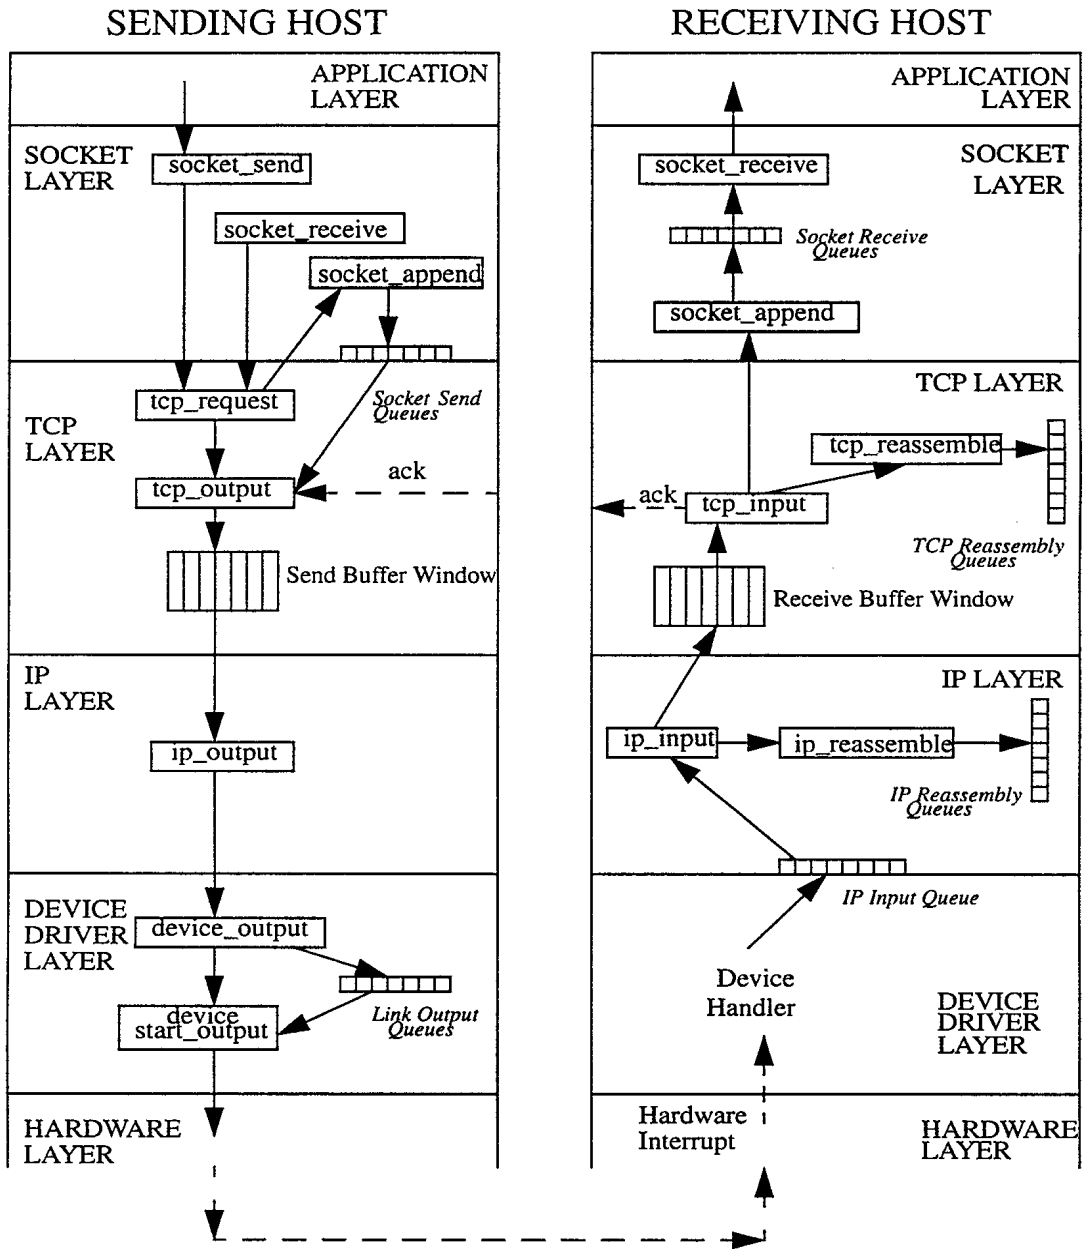 SENDING HOST
APPLICATION
LAYER
SOCKET
LAYER
socket_send
socket_receive
socket_append
tcp_request
Socket Send
Queues
TCP
LAYER
ack
tcp_output
Send Buffer Window
IP
LAYER
ip_output
DEVICE
DRIVER
LAYER
device_output
device
start_output
Link Output
Queues
HARDWARE
LAYER
RECEIVING HOST
APPLICATION
LAYER
socket_receive
SOCKET
LAYER
Socket Receive
Queues
socket_append
TCP LAYER
tcp_reassemble
ack
tcp_input
TCP Reassembly
Queues
Receive Buffer Window
IP LAYER
ip_input
ip_reassemble
IP Reassembly
Queues
IP Input Queue
Device
Handler
DEVICE
DRIVER
LAYER
Hardware
Interrupt
HARDWARE
LAYER